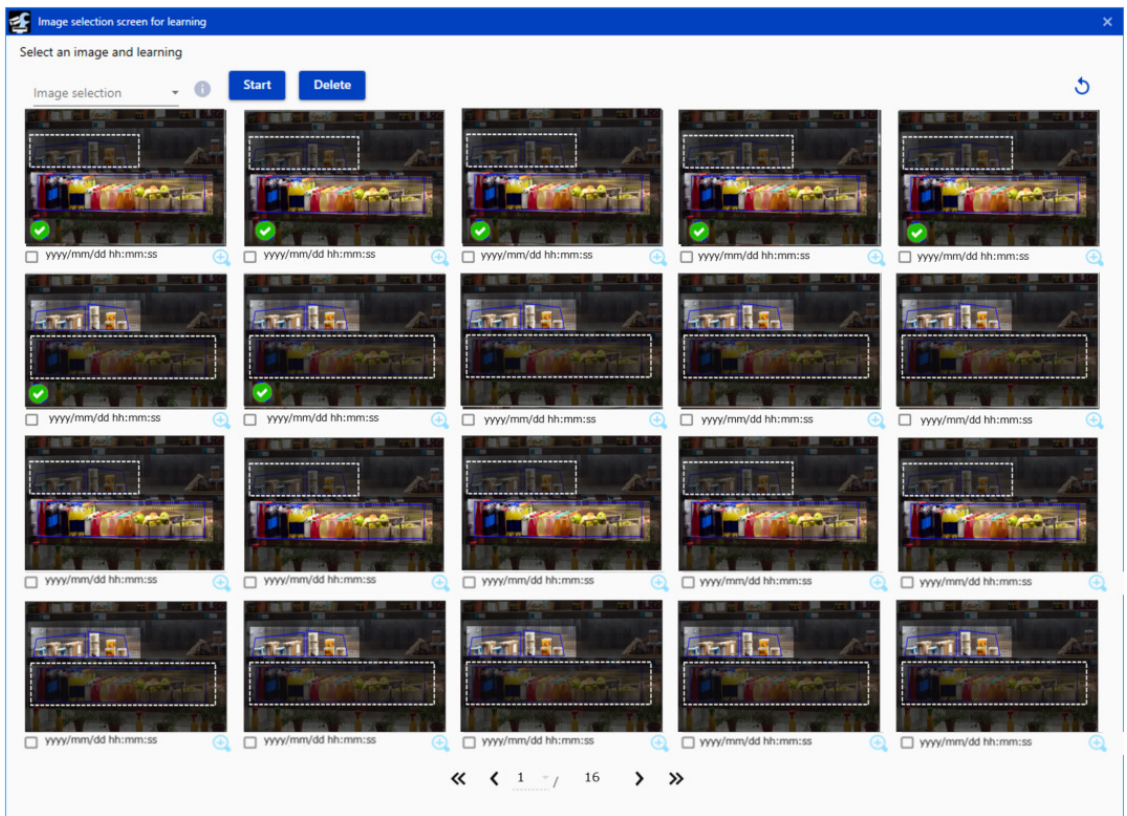 Image selection screen for learning
Select an image and learning
Image selection Start Delete
yyyy/mm/dd hh:mm:ss yyyy/mm/dd hh:mm:ss yyyy/mm/dd hh:mm:ss yyyy/mm/dd hh:mm:ss yyyy/mm/dd hh:mm:ss
yyyy/mm/dd hh:mm:ss yyyy/mm/dd hh:mm:ss yyyy/mm/dd hh:mm:ss yyyy/mm/dd hh:mm:ss yyyy/mm/dd hh:mm:ss
yyyy/mm/dd hh:mm:ss yyyy/mm/dd hh:mm:ss yyyy/mm/dd hh:mm:ss yyyy/mm/dd hh:mm:ss yyyy/mm/dd hh:mm:ss
yyyy/mm/dd hh:mm:ss yyyy/mm/dd hh:mm:ss yyyy/mm/dd hh:mm:ss yyyy/mm/dd hh:mm:ss yyyy/mm/dd hh:mm:ss
1 / 16